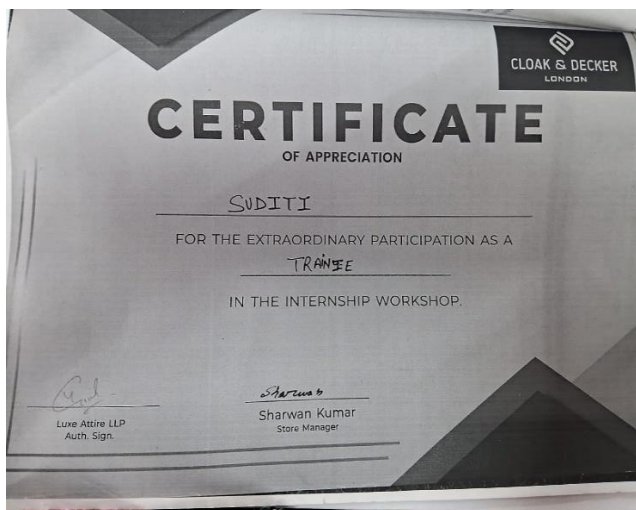 CLOAK & DECKER
LONDON
CERTIFICATE
OF APPRECIATION
SUDITI
FOR THE EXTRAORDINARY PARTICIPATION AS A
TRAINEE
IN THE INTERNSHIP WORKSHOP.
Luxe Attire LLP
Auth. Sign.
Sharwan
Sharwan Kumar
Store Manager